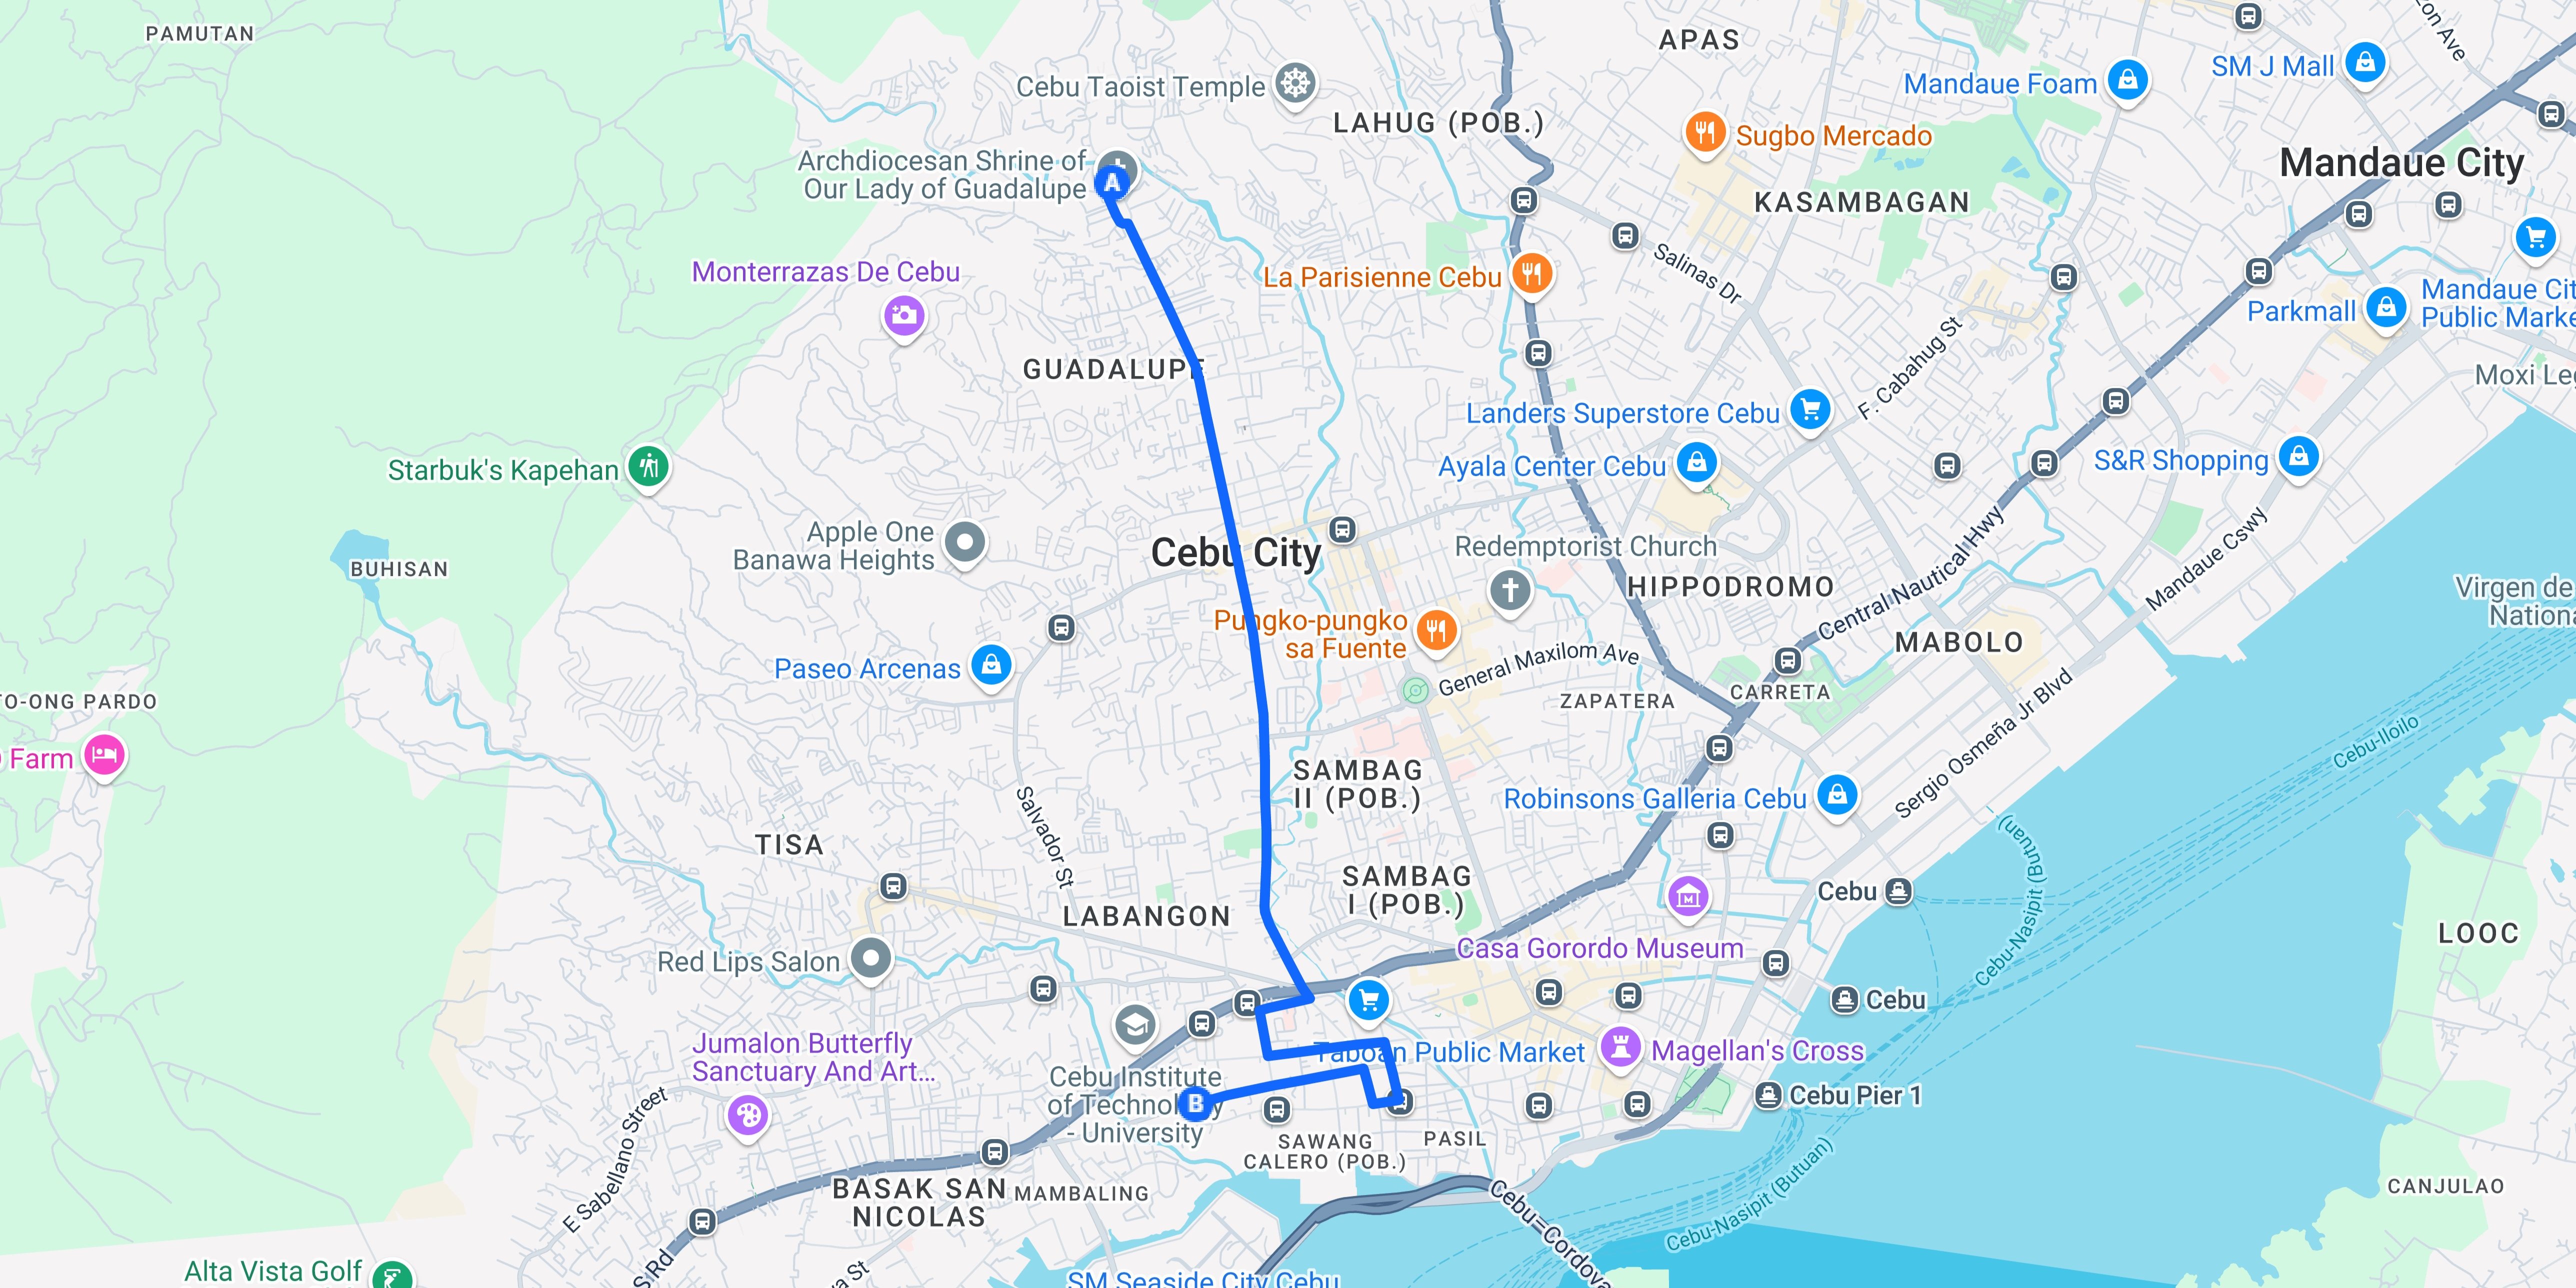 PAMUTAN
APAS
Zon Ave
SM J Mall
Mandaue Foam
Cebu Taoist Temple
LAHUG (POB.)
Sugbo Mercado
Mandaue City
Archdiocesan Shrine of
Our Lady of Guadalupe
A
KASAMBAGAN
Salinas Dr
Monterrazas De Cebu
La Parisienne Cebu
Mandaue Cit
Public Marke
Parkmall
F. Cabahug St
GUADALUPE
Moxi Le
Landers Superstore Cebu
Starbuk's Kapehan
Ayala Center Cebu
S&R Shopping
Apple One
Banawa Heights
Cebu City
Redemptorist Church
Central Nautical Hwy
Mandaue Cswy
BUHISAN
HIPPODROMO
Virgen de
Nationa
Pungko-pungko
sa Fuente
MABOLO
Paseo Arcenas
General Maxilom Ave
CARRETA
TO-ONG PARDO
ZAPATERA
Sergio Osmeña Jr Blvd
Cebu-Iloilo
Farm
SAMBAG
II (POB.)
Robinsons Galleria Cebu
Salvador St
TISA
Cebu-Nasipit (Butuan)
SAMBAG
I (POB.)
Cebu
LABANGON
LOOC
Casa Gorordo Museum
Red Lips Salon
Cebu
Jumalon Butterfly
Sanctuary And Art...
Taboan Public Market
Magellan's Cross
Cebu Institute
of Technology
- University
B
Cebu Pier 1
E Sabellano Street
SAWANG
CALERO (POB.)
PASIL
Cebu-Nasipit (Butuan)
BASAK SAN
NICOLAS
MAMBALING
CANJULAO
Cebu–Cordova
S Rd
Alta Vista Golf
a St
SM Seaside City Cebu